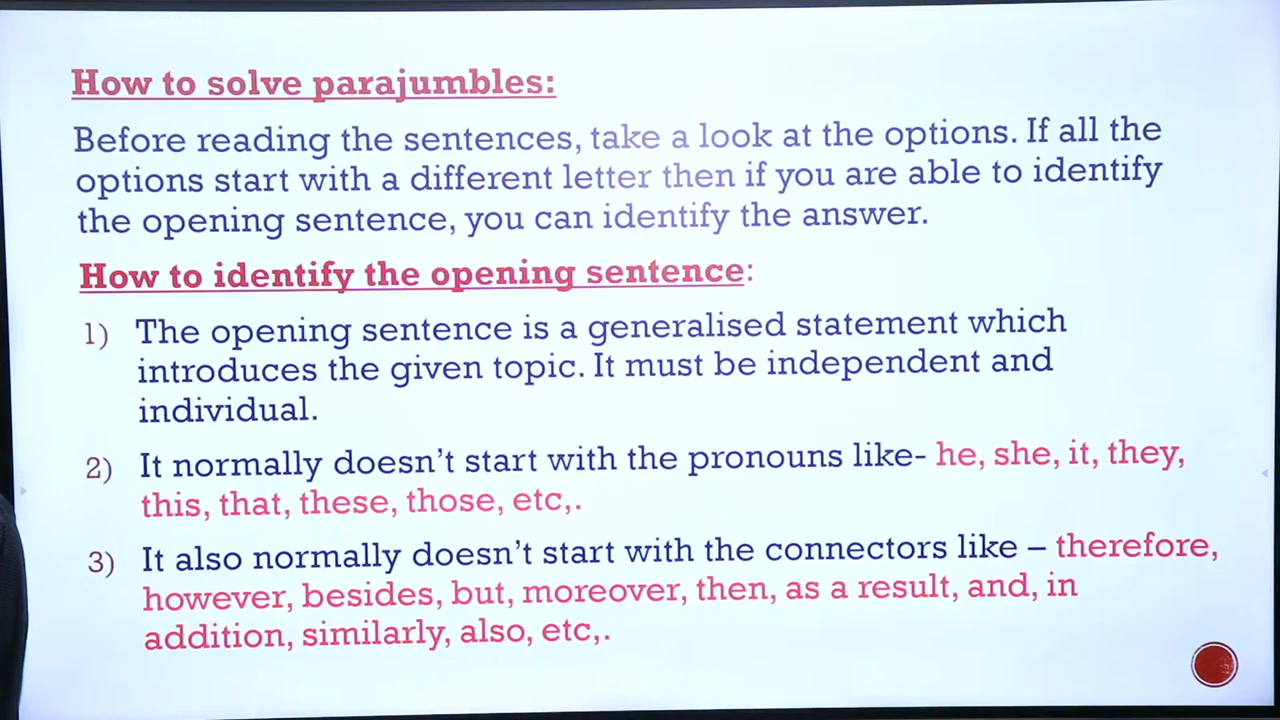 How to solve parajumbles:
Before reading the sentences, take a look at the options. If all the
options start with a different letter then if you are able to identify
the opening sentence, you can identify the answer.
How to identify the opening sentence:
1) The opening sentence is a generalised statement which
introduces the given topic. It must be independent and
individual.
2) It normally doesn't start with the pronouns like- he, she, it, they,
this, that, these, those, etc,.
3) It also normally doesn't start with the connectors like – therefore,
however, besides, but, moreover, then, as a result, and, in
addition, similarly, also, etc,.